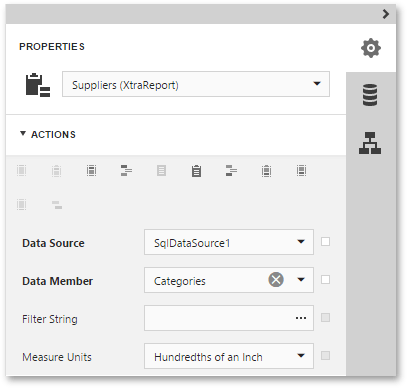 PROPERTIES
Suppliers (XtraReport)
ACTIONS
Data Source SqlDataSource1
Data Member Categories
Filter String ...
Measure Units Hundredths of an Inch